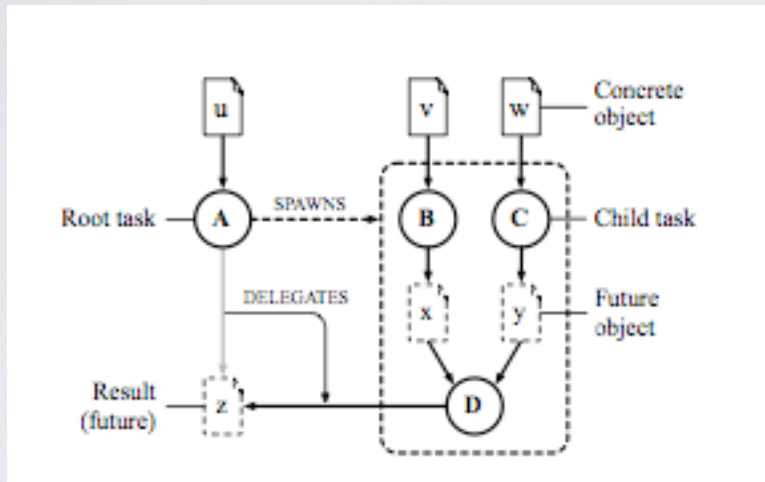 u
v
w
Concrete
object
Root task
A
SPAWNS
B
C
Child task
DELEGATES
x
y
Future
object
Result
(future)
z
D